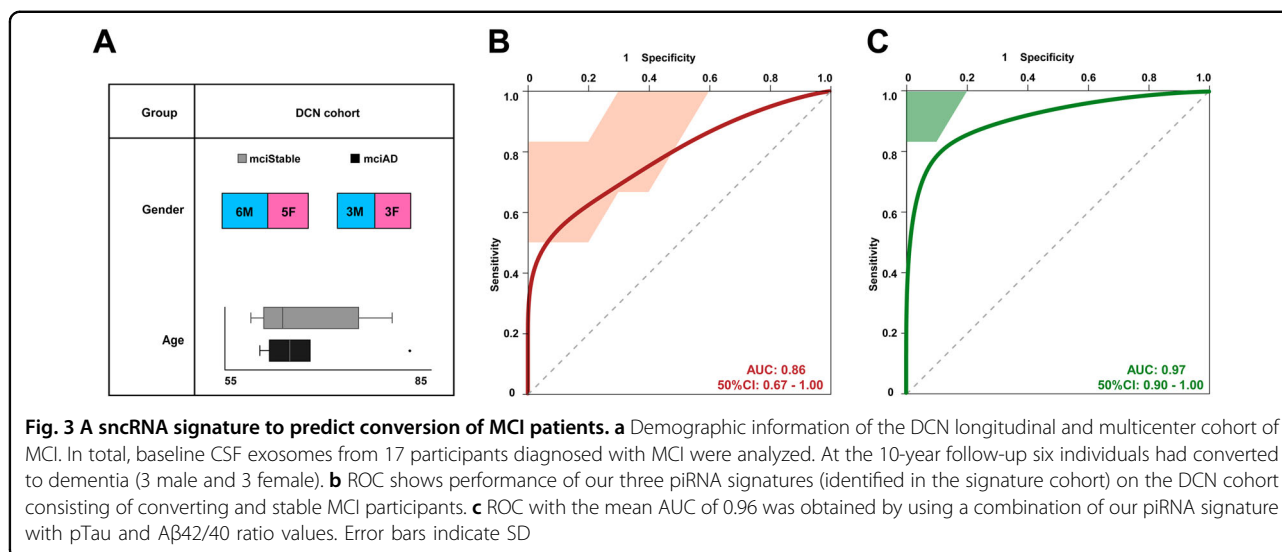 A
Group
DCN cohort
mciStable
mciAD
Gender
6M
5F
3M
3F
Age
55
85
B
1 Specificity
0
0.2
0.4
0.6
0.8
1.0
1.0
0.8
0.6
0.4
0.2
0
Sensitivity
AUC: 0.86
50%CI: 0.67 - 1.00
C
1 Specificity
0
0.2
0.4
0.6
0.8
1.0
1.0
0.8
0.6
0.4
0.2
0
Sensitivity
AUC: 0.97
50%CI: 0.90 - 1.00
Fig. 3 A sncRNA signature to predict conversion of MCI patients. a Demographic information of the DCN longitudinal and multicenter cohort of
MCI. In total, baseline CSF exosomes from 17 participants diagnosed with MCI were analyzed. At the 10-year follow-up six individuals had converted
to dementia (3 male and 3 female). b ROC shows performance of our three piRNA signatures (identified in the signature cohort) on the DCN cohort
consisting of converting and stable MCI participants. c ROC with the mean AUC of 0.96 was obtained by using a combination of our piRNA signature
with pTau and Aβ42/40 ratio values. Error bars indicate SD